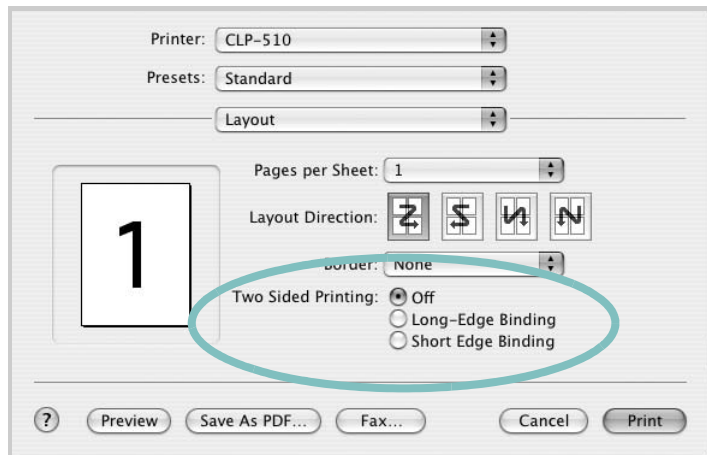 Printer: CLP-510
Presets: Standard
Layout
Pages per Sheet: 1
Layout Direction:
Border: None
1
Two Sided Printing: Off
Long-Edge Binding
Short Edge Binding
? Preview Save As PDF... Fax... Cancel Print